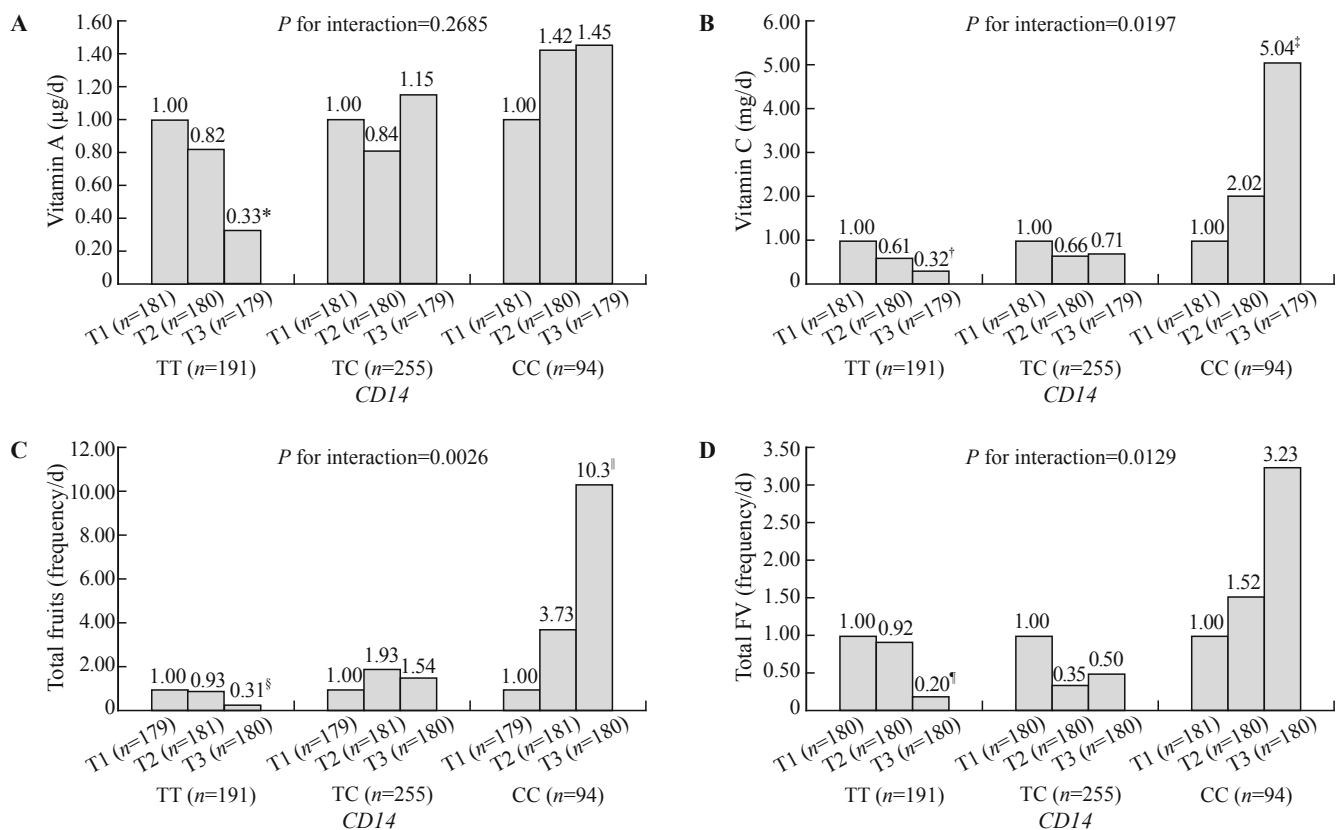 A
P for interaction=0.2685
Vitamin A (µg/d)
1.60
1.40
1.20
1.00
0.80
0.60
0.40
0.20
0
1.00
0.82
0.33*
1.00
0.84
1.15
1.00
1.42
1.45
T1 (n=181)
T2 (n=180)
T3 (n=179)
T1 (n=181)
T2 (n=180)
T3 (n=179)
T1 (n=181)
T2 (n=180)
T3 (n=179)
TT (n=191)
TC (n=255)
CC (n=94)
CD14
B
P for interaction=0.0197
Vitamin C (mg/d)
6.00
5.00
4.00
3.00
2.00
1.00
0
1.00
0.61
0.32†
1.00
0.66
0.71
1.00
2.02
5.04‡
T1 (n=181)
T2 (n=180)
T3 (n=179)
T1 (n=181)
T2 (n=180)
T3 (n=179)
T1 (n=181)
T2 (n=180)
T3 (n=179)
TT (n=191)
TC (n=255)
CC (n=94)
CD14
C
P for interaction=0.0026
Total fruits (frequency/d)
12.00
10.00
8.00
6.00
4.00
2.00
0
1.00
0.93
0.31§
1.00
1.93
1.54
1.00
3.73
10.3‖
T1 (n=179)
T2 (n=181)
T3 (n=180)
T1 (n=179)
T2 (n=181)
T3 (n=180)
T1 (n=179)
T2 (n=181)
T3 (n=180)
TT (n=191)
TC (n=255)
CC (n=94)
CD14
D
P for interaction=0.0129
Total FV (frequency/d)
3.50
3.00
2.50
2.00
1.50
1.00
0.50
0
1.00
0.92
0.20¶
1.00
0.35
0.50
1.00
1.52
3.23
T1 (n=180)
T2 (n=180)
T3 (n=180)
T1 (n=180)
T2 (n=180)
T3 (n=180)
T1 (n=181)
T2 (n=180)
T3 (n=180)
TT (n=191)
TC (n=255)
CC (n=94)
CD14